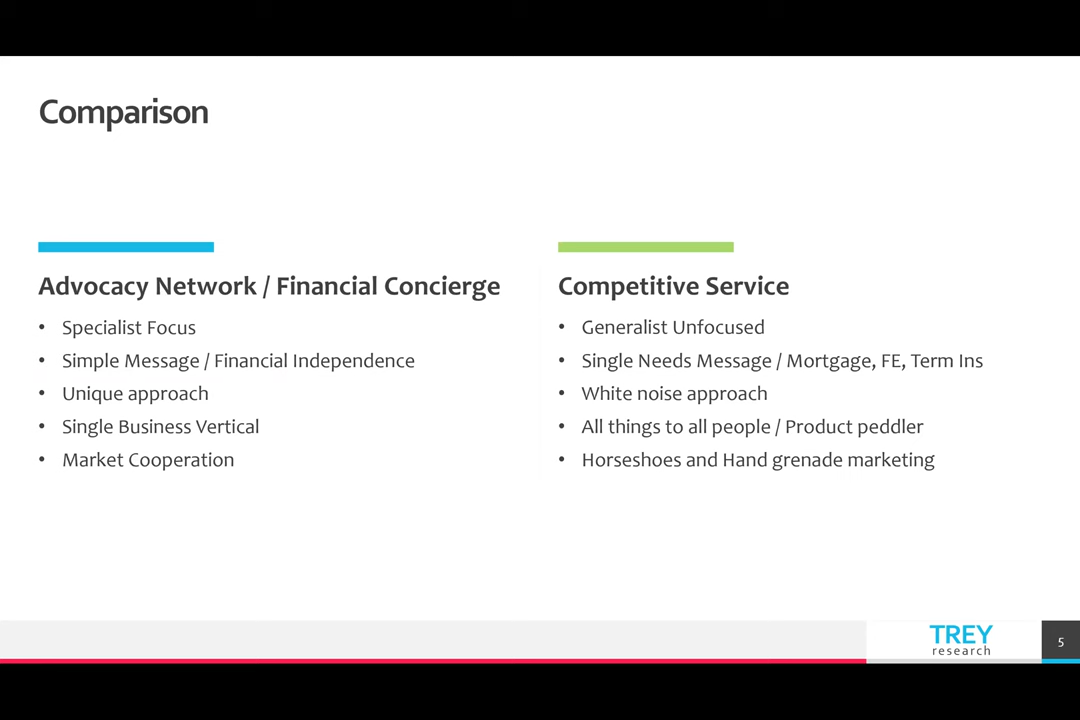 Comparison
Advocacy Network / Financial Concierge
• Specialist Focus
• Simple Message / Financial Independence
• Unique approach
• Single Business Vertical
• Market Cooperation
Competitive Service
• Generalist Unfocused
• Single Needs Message / Mortgage, FE, Term Ins
• White noise approach
• All things to all people / Product peddler
• Horseshoes and Hand grenade marketing
TREY
research
5